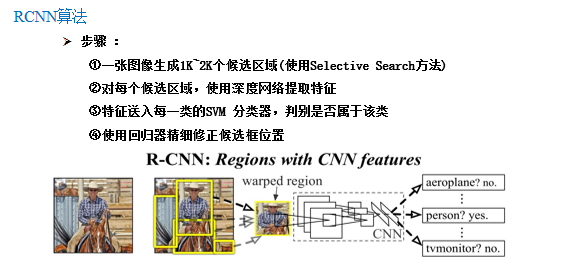 RCNN算法
➢ 步骤 :
①一张图像生成1K~2K个候选区域(使用Selective Search方法)
②对每个候选区域，使用深度网络提取特征
③特征送入每一类的SVM 分类器，判别是否属于该类
④使用回归器精细修正候选框位置
R-CNN: Regions with CNN features
warped region
aeroplane? no.
person? yes.
CNN
tvmonitor? no.